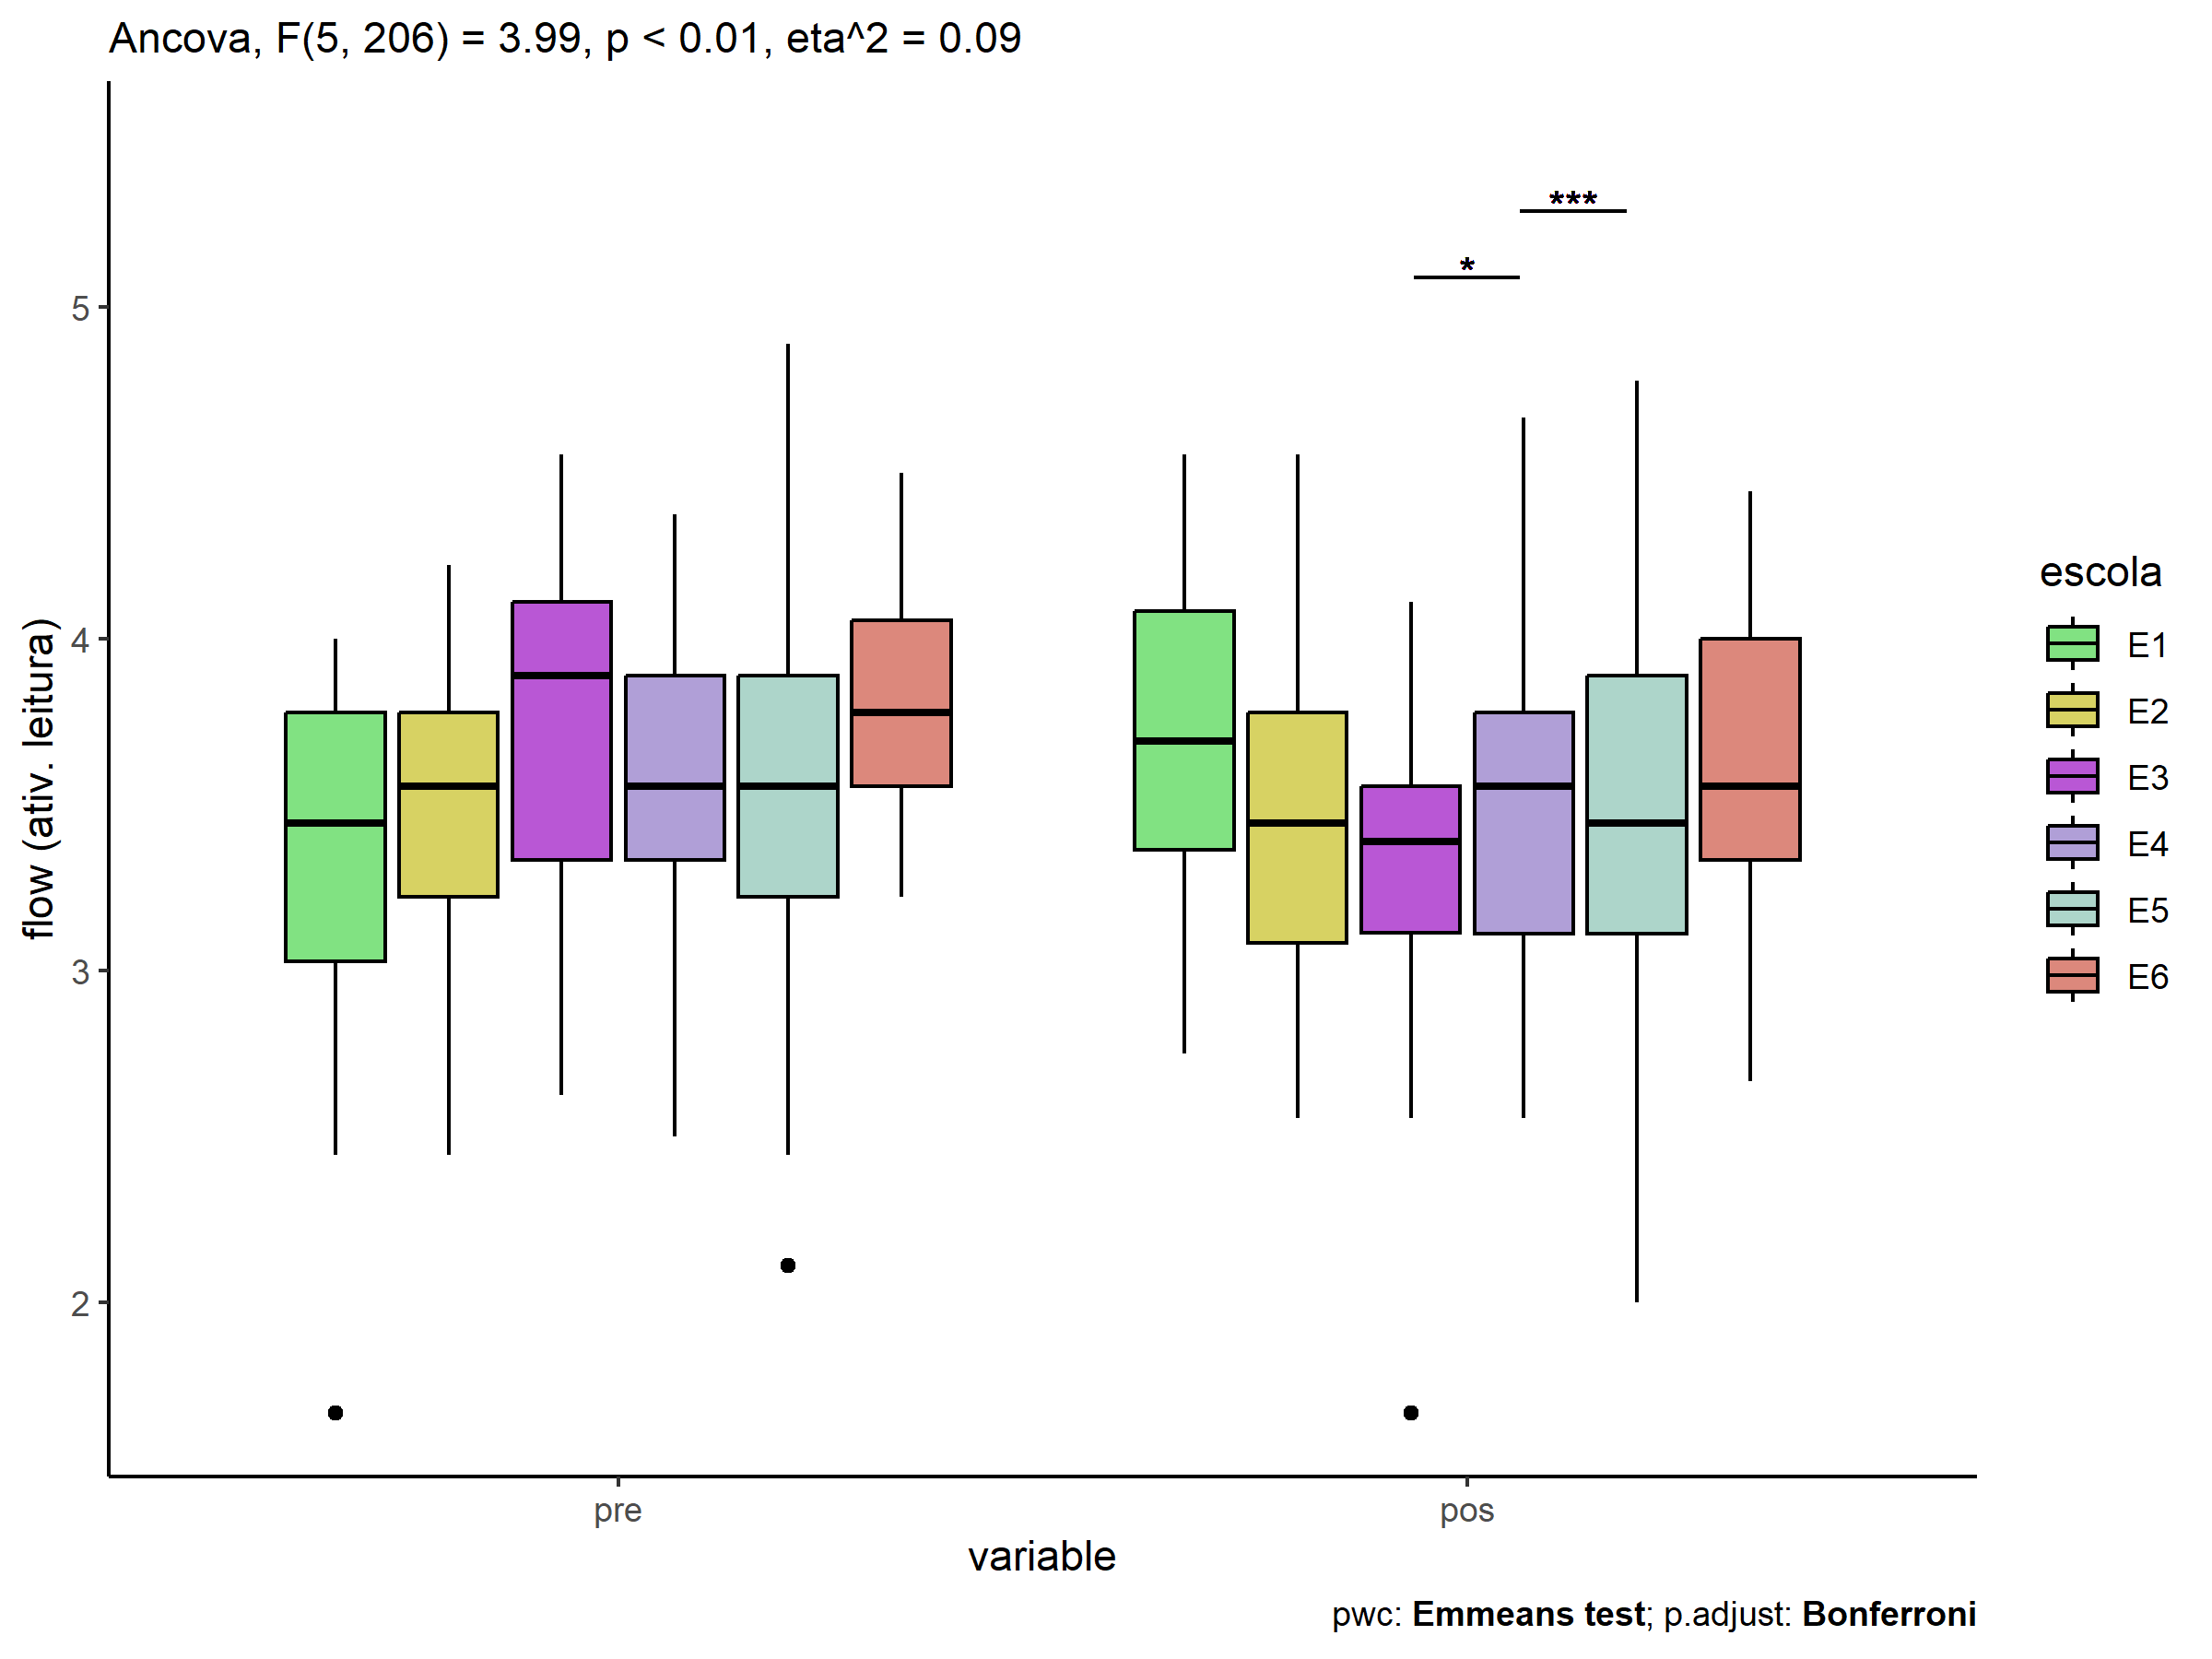 Ancova, F(5, 206) = 3.99, p < 0.01, eta^2 = 0.09
***
*
5
4
3
2
flow (ativ. leitura)
pre
pos
variable
escola
E1
E2
E3
E4
E5
E6
pwc: Emmeans test; p.adjust: Bonferroni